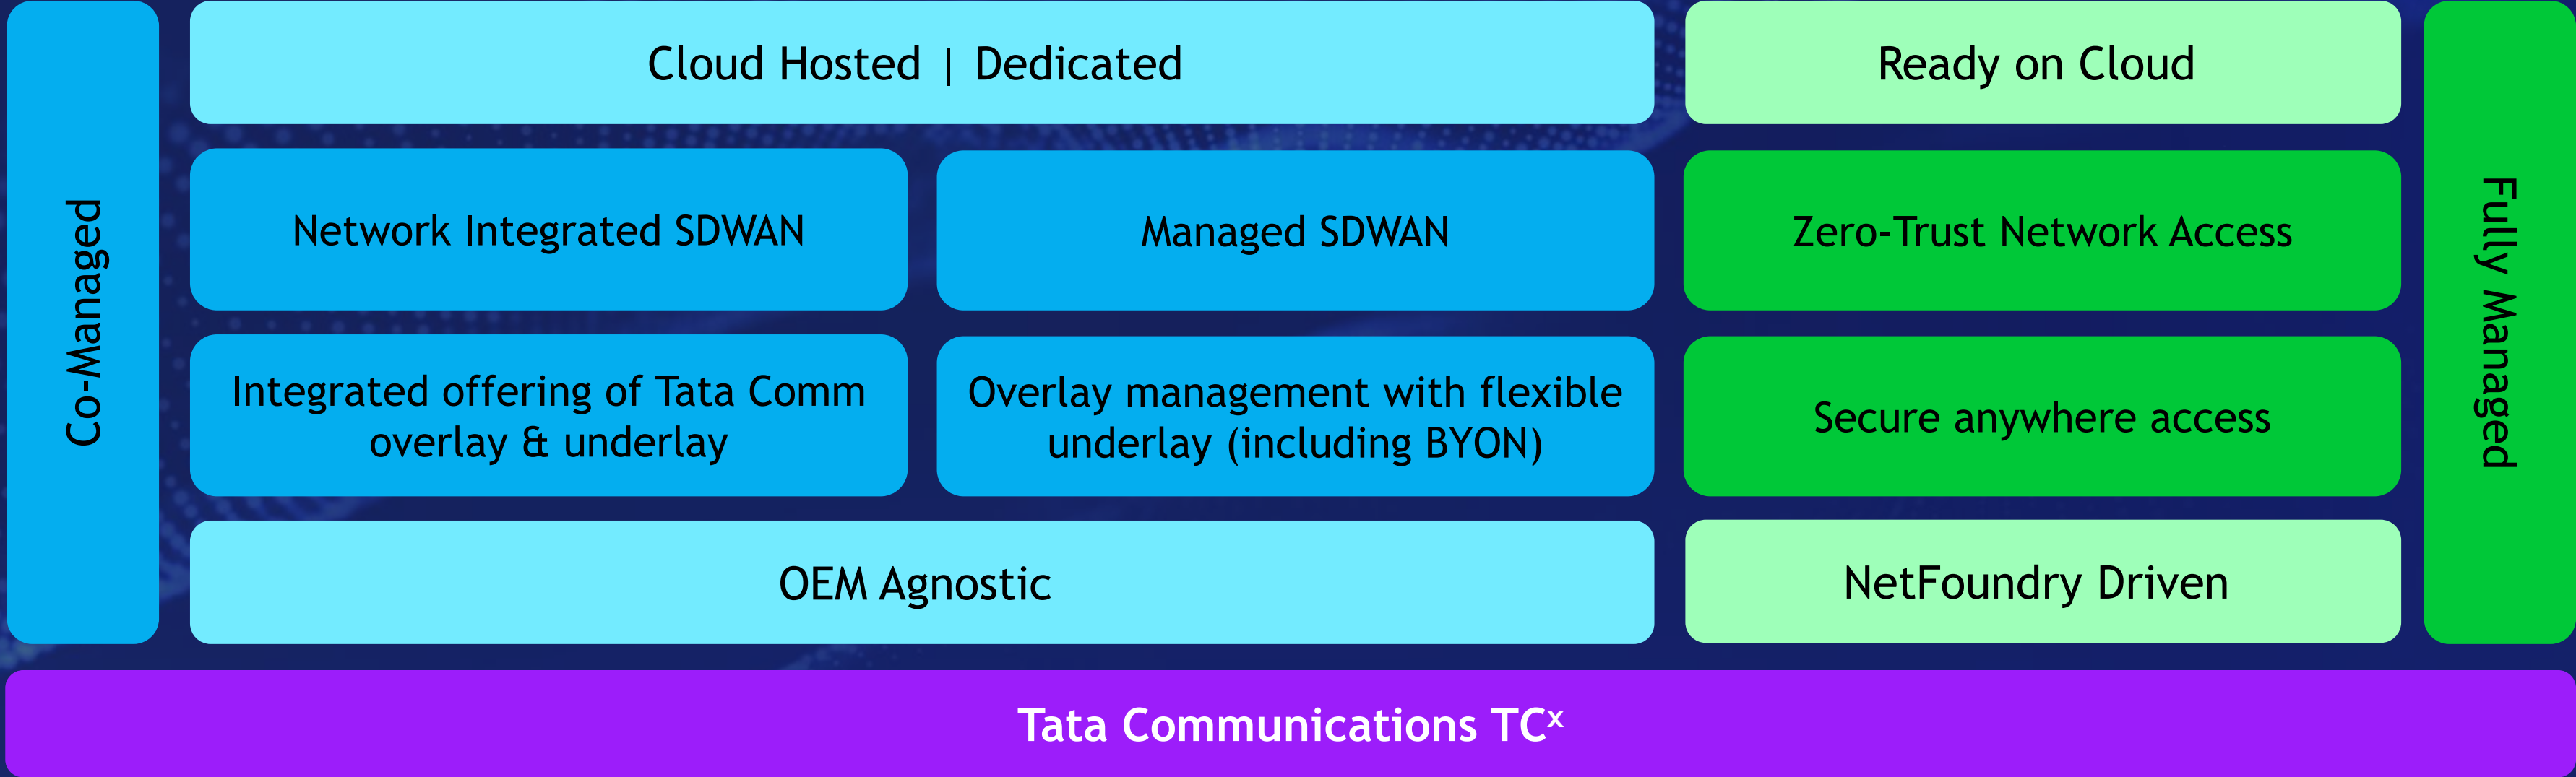 Co-Managed
Cloud Hosted | Dedicated
Ready on Cloud
Network Integrated SDWAN
Managed SDWAN
Zero-Trust Network Access
Integrated offering of Tata Comm
overlay & underlay
Overlay management with flexible
underlay (including BYON)
Secure anywhere access
OEM Agnostic
NetFoundry Driven
Fully Managed
Tata Communications TCˣ